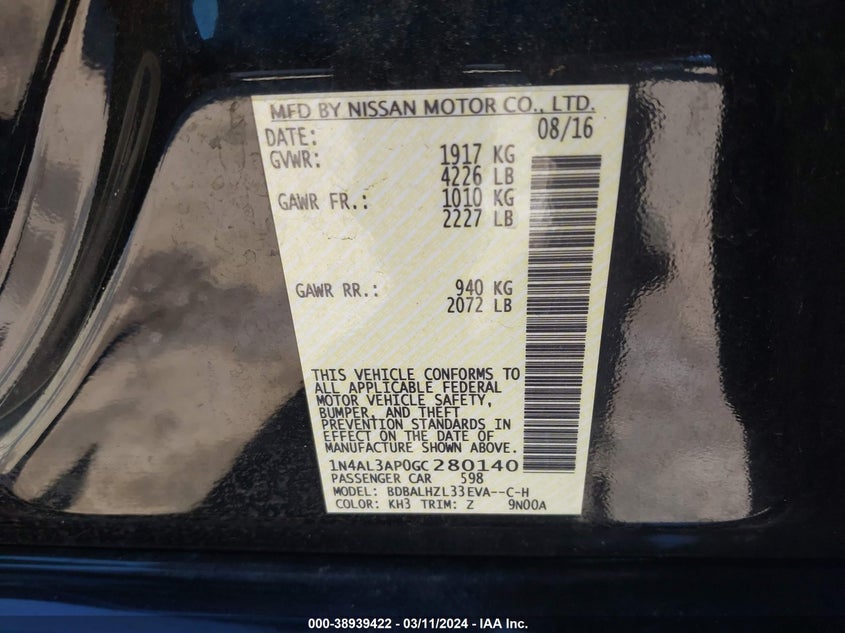 MFD BY NISSAN MOTOR CO., LTD.
DATE: 08/16
GVWR: 1917 KG
4226 LB
GAWR FR.: 1010 KG
2227 LB
GAWR RR.: 940 KG
2072 LB
THIS VEHICLE CONFORMS TO
ALL APPLICABLE FEDERAL
MOTOR VEHICLE SAFETY,
BUMPER, AND THEFT
PREVENTION STANDARDS IN
EFFECT ON THE DATE OF
MANUFACTURE SHOWN ABOVE.
1N4AL3AP0GC280140
PASSENGER CAR 598
MODEL: BDBALHZL33EVA--C-H
COLOR: KH3 TRIM: Z 9N00A
000-38939422 - 03/11/2024 - IAA Inc.